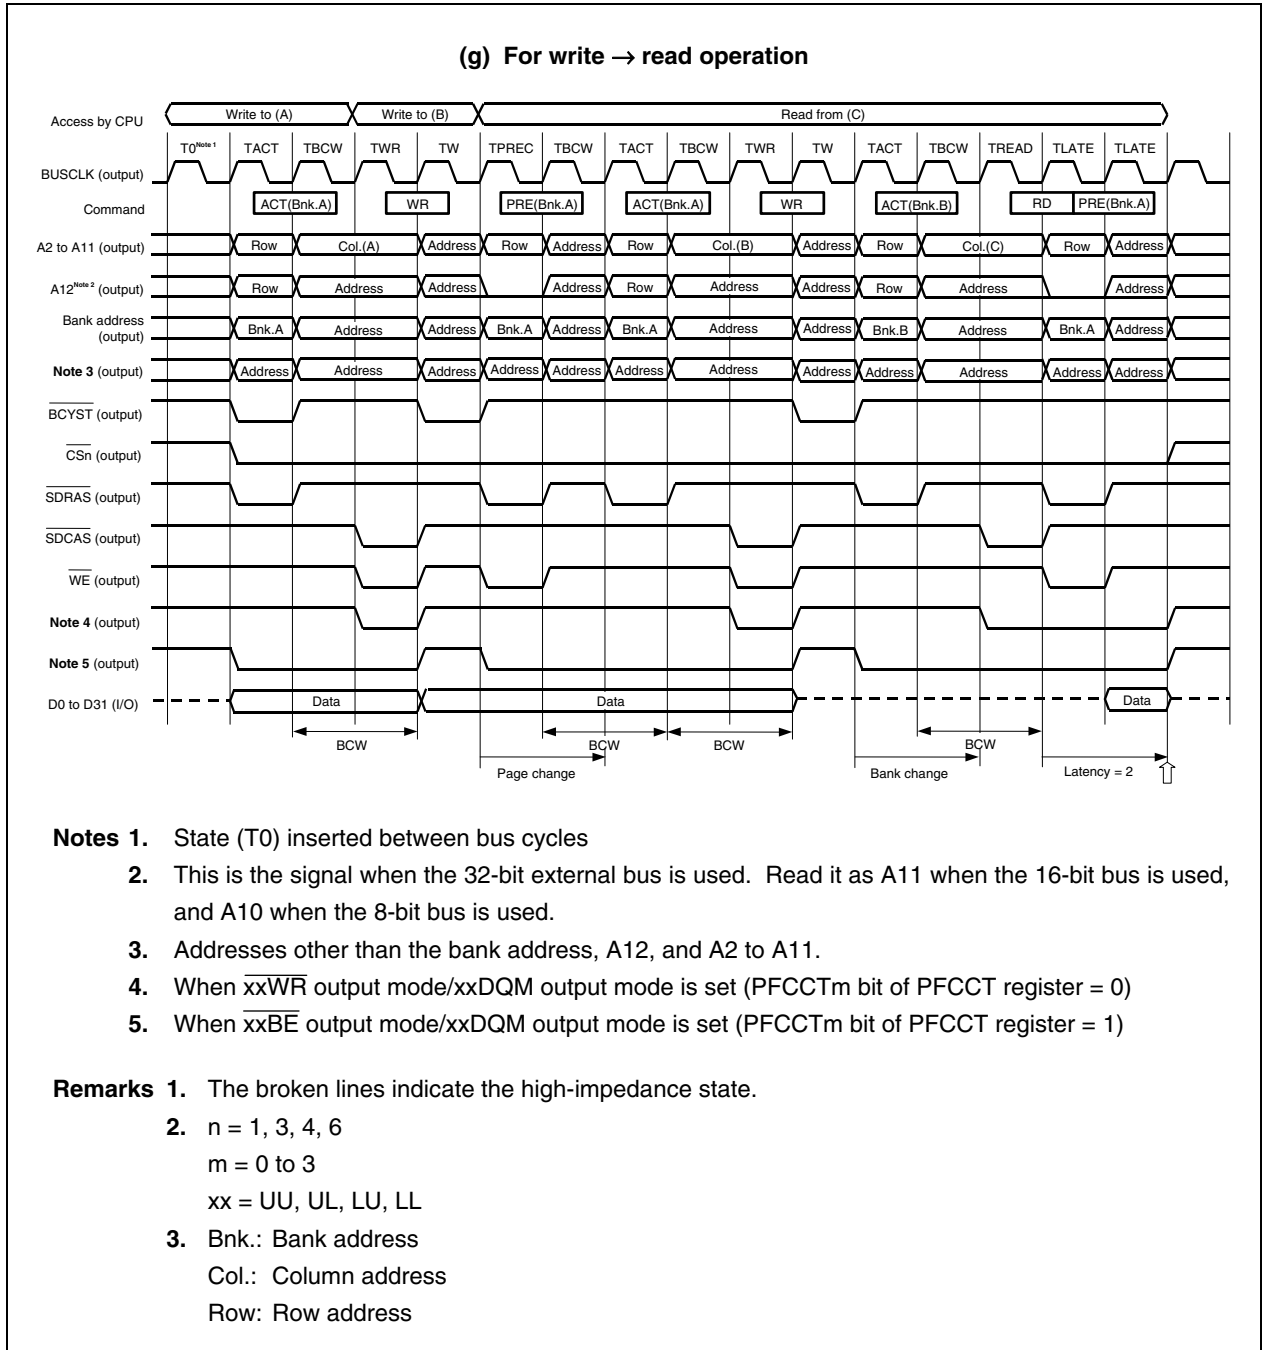 (g) For write → read operation
Access by CPU Write to (A) Write to (B) Read from (C)
T0Note 1 TACT TBCW TWR TW TPREC TBCW TACT TBCW TWR TW TACT TBCW TREAD TLATE TLATE
BUSCLK (output)
Command ACT(Bnk.A) WR PRE(Bnk.A) ACT(Bnk.A) WR ACT(Bnk.B) RD PRE(Bnk.A)
A2 to A11 (output) Row Col.(A) Address Row Address Row Col.(B) Address Row Col.(C) Row Address
A12Note 2 (output) Row Address Address Address Row Address Address Row Address Address
Bank address
(output) Bnk.A Address Address Bnk.A Address Bnk.A Address Address Bnk.B Address Bnk.A Address
Note 3 (output) Address Address Address Address Address Address Address Address Address Address Address Address
BCYST (output)
CSn (output)
SDRAS (output)
SDCAS (output)
WE (output)
Note 4 (output)
Note 5 (output)
D0 to D31 (I/O) Data Data Data
BCW BCW BCW BCW
Page change Bank change Latency = 2
Notes 1. State (T0) inserted between bus cycles
2. This is the signal when the 32-bit external bus is used. Read it as A11 when the 16-bit bus is used,
and A10 when the 8-bit bus is used.
3. Addresses other than the bank address, A12, and A2 to A11.
4. When xxWR output mode/xxDQM output mode is set (PFCCTm bit of PFCCT register = 0)
5. When xxBE output mode/xxDQM output mode is set (PFCCTm bit of PFCCT register = 1)
Remarks 1. The broken lines indicate the high-impedance state.
2. n = 1, 3, 4, 6
m = 0 to 3
xx = UU, UL, LU, LL
3. Bnk.: Bank address
Col.: Column address
Row: Row address